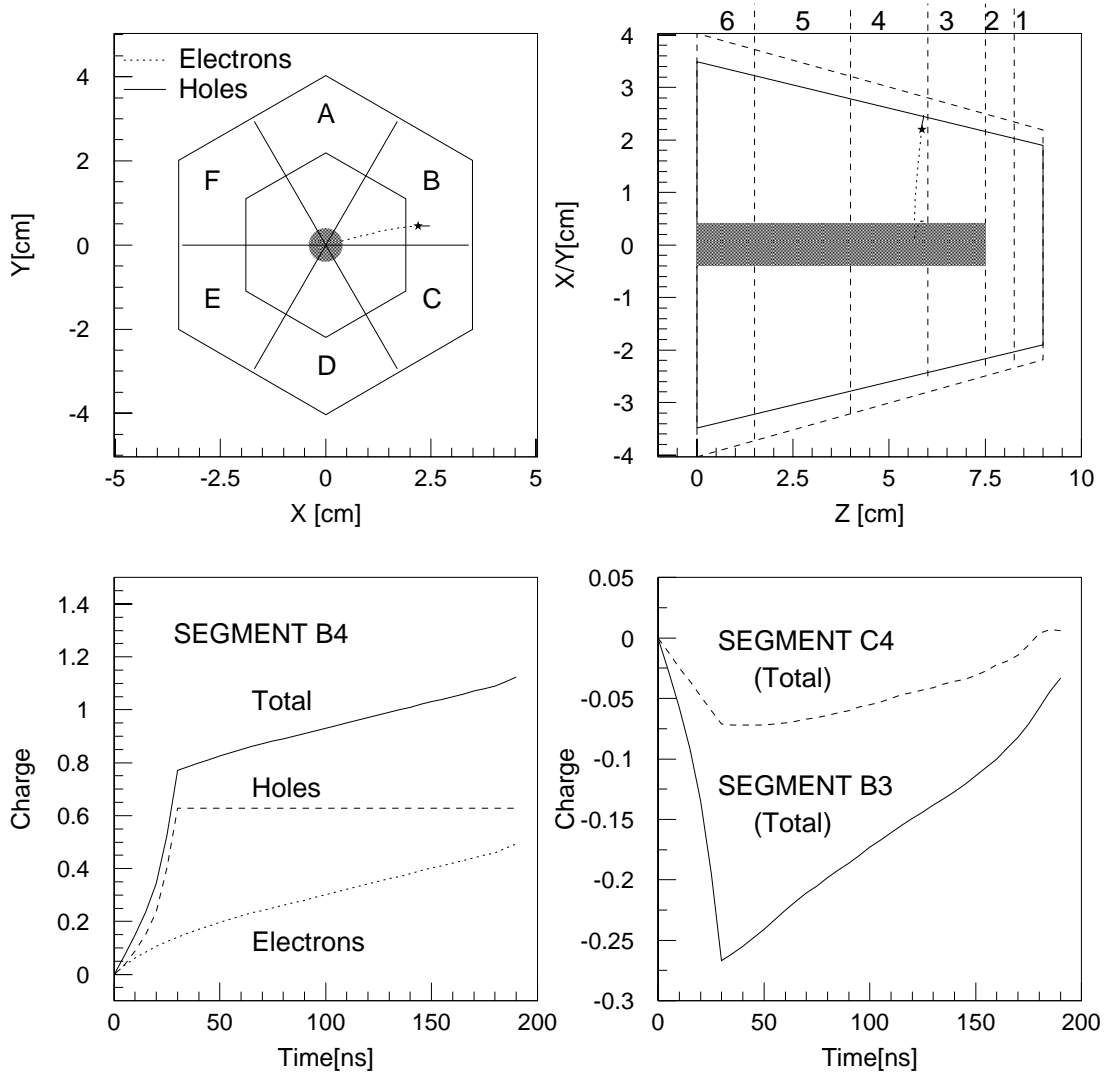 Electrons
Holes
A
B
C
D
E
F
4
2
0
-2
-4
-5
-2.5
0
2.5
5
Y[cm]
X [cm]
6 5 4 3 2 1
4
3
2
1
0
-1
-2
-3
-4
0
2.5
5
7.5
10
X/Y[cm]
Z [cm]
SEGMENT B4
Total
Holes
Electrons
1.4
1.2
1
0.8
0.6
0.4
0.2
0
0
50
100
150
200
Charge
Time[ns]
SEGMENT C4
(Total)
SEGMENT B3
(Total)
0.05
0
-0.05
-0.1
-0.15
-0.2
-0.25
-0.3
0
50
100
150
200
Charge
Time[ns]